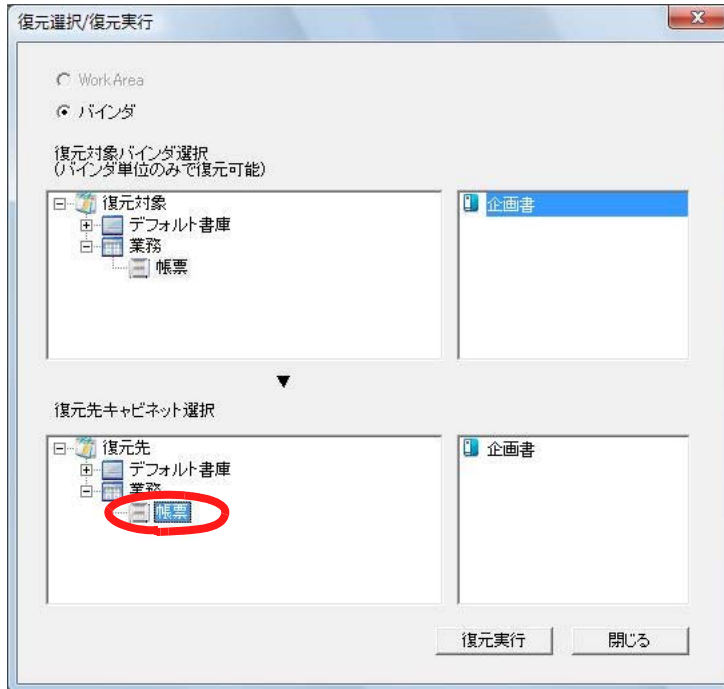 復元選択/復元実行
WorkArea
バインダ
復元対象バインダ選択
(バインダ単位のみで復元可能)
復元対象
デフォルト書庫
業務
帳票
企画書
▼
復元先キャビネット選択
復元先
デフォルト書庫
業務
帳票
企画書
復元実行
閉じる